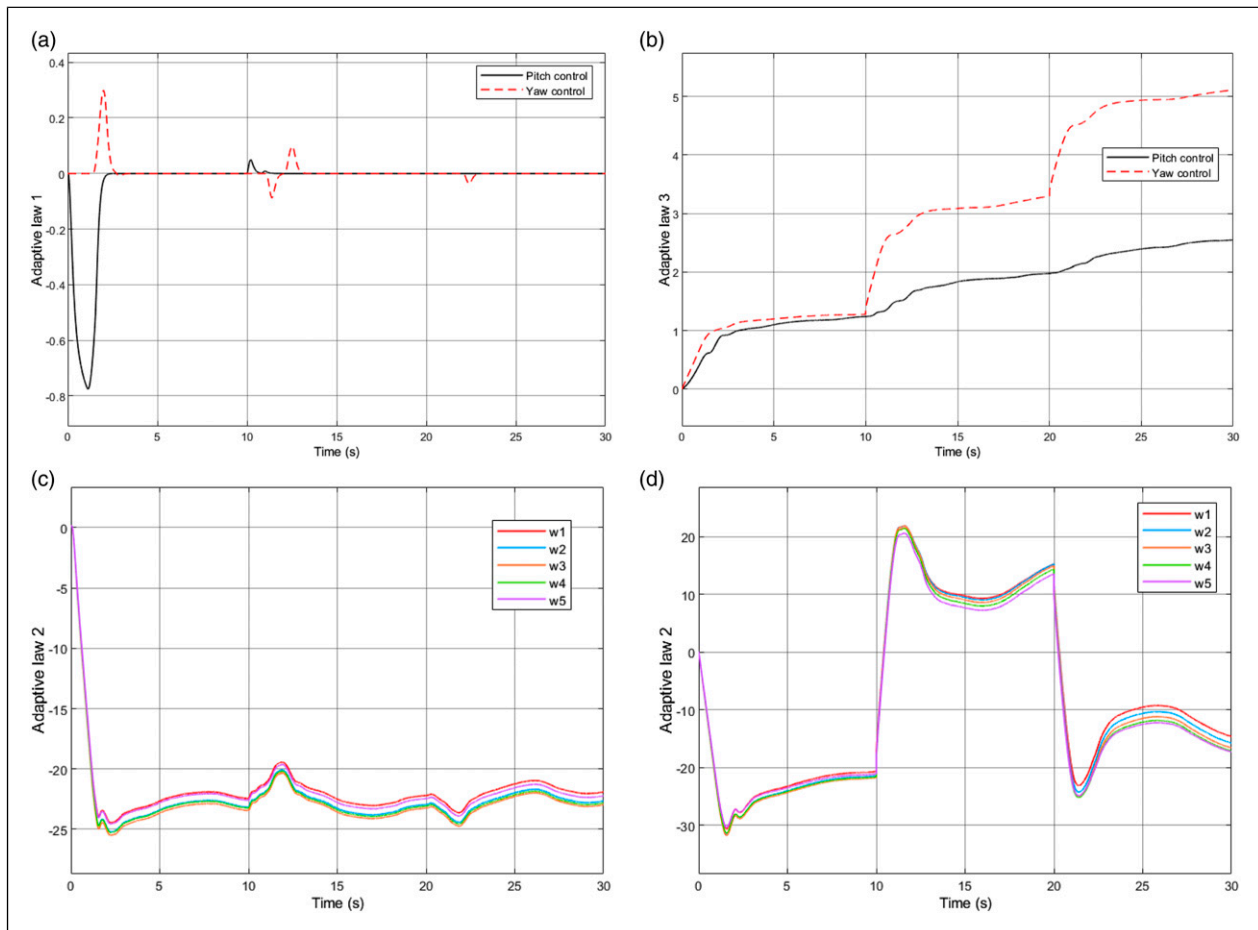 (a)
0.4
0.2
0
-0.2
-0.4
-0.6
-0.8
Adaptive law 1
Pitch control
Yaw control
0 5 10 15 20 25 30
Time (s)
(b)
5
4
3
2
1
0
Adaptive law 3
Pitch control
Yaw control
0 5 10 15 20 25 30
Time (s)
(c)
0
-5
-10
-15
-20
-25
Adaptive law 2
w1
w2
w3
w4
w5
0 5 10 15 20 25 30
Time (s)
(d)
20
10
0
-10
-20
-30
Adaptive law 2
w1
w2
w3
w4
w5
0 5 10 15 20 25 30
Time (s)